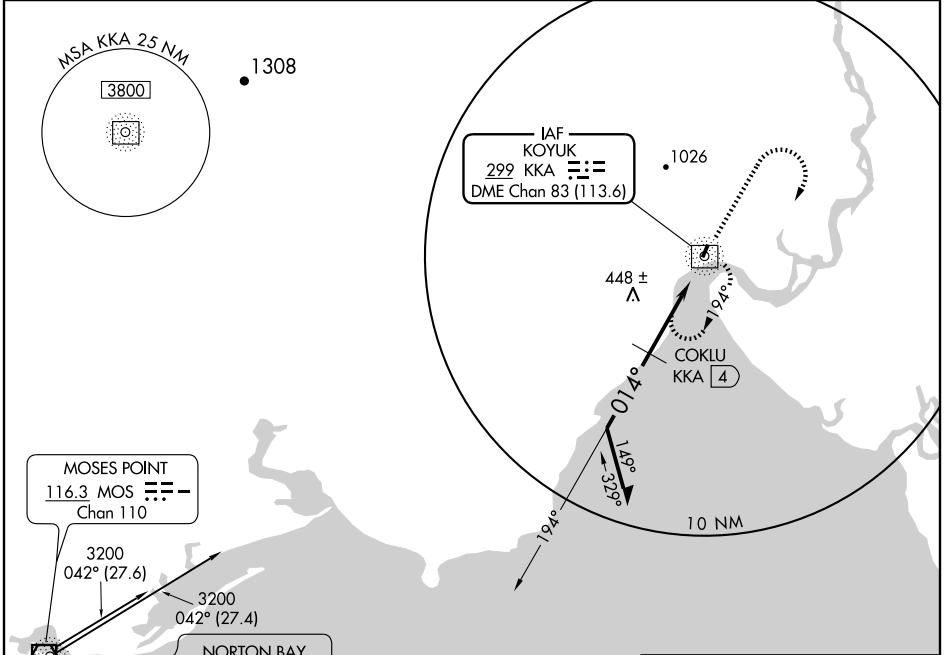 MSA KKA 25 NM
3800
1308
IAF
KOYUK
299 KKA
DME Chan 83 (113.6)
1026
448 ±
194°
COKLU
KKA 4
014°
149°
329°
194°
10 NM
MOSES POINT
116.3 MOS
Chan 110
3200
042° (27.6)
3200
042° (27.4)
NORTON BAY